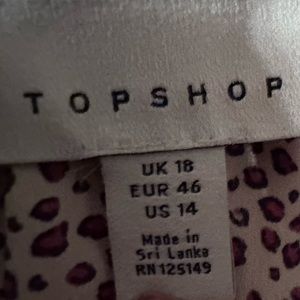 TOPSHOP
UK 18
EUR 46
US 14
Made in
Sri Lanka
RN125149